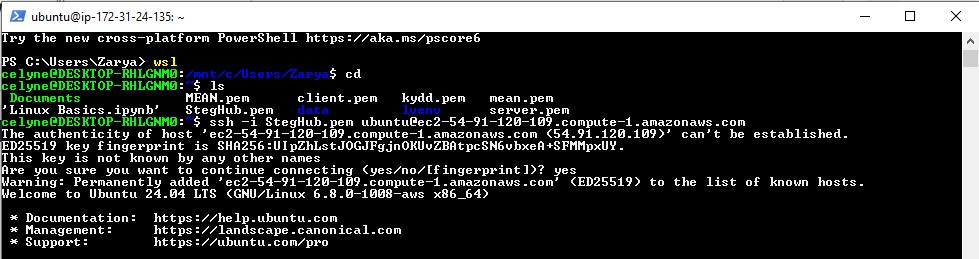 ubuntu@ip-172-31-24-135: ~
Try the new cross-platform PowerShell https://aka.ms/pscore6
PS C:\Users\Zarya> wsl
celyne@DESKTOP-RHLGNM0:/mnt/c/Users/Zarya$ cd
celyne@DESKTOP-RHLGNM0:~$ ls
Documents MEAN.pem client.pem kydd.pem mean.pem
'Linux Basics.ipynb' StegHub.pem data server.pem
celyne@DESKTOP-RHLGNM0:~$ ssh -i StegHub.pem ubuntu@ec2-54-91-120-109.compute-1.amazonaws.com
The authenticity of host 'ec2-54-91-120-109.compute-1.amazonaws.com (54.91.120.109)' can't be established.
ED25519 key fingerprint is SHA256:UIpZhLstJOGJFgjnOKUvZBAtpcSN6vbxeA+SFMMpxUY.
This key is not known by any other names
Are you sure you want to continue connecting (yes/no/[fingerprint])? yes
Warning: Permanently added 'ec2-54-91-120-109.compute-1.amazonaws.com' (ED25519) to the list of known hosts.
Welcome to Ubuntu 24.04 LTS (GNU/Linux 6.8.0-1008-aws x86_64)
* Documentation: https://help.ubuntu.com
* Management: https://landscape.canonical.com
* Support: https://ubuntu.com/pro